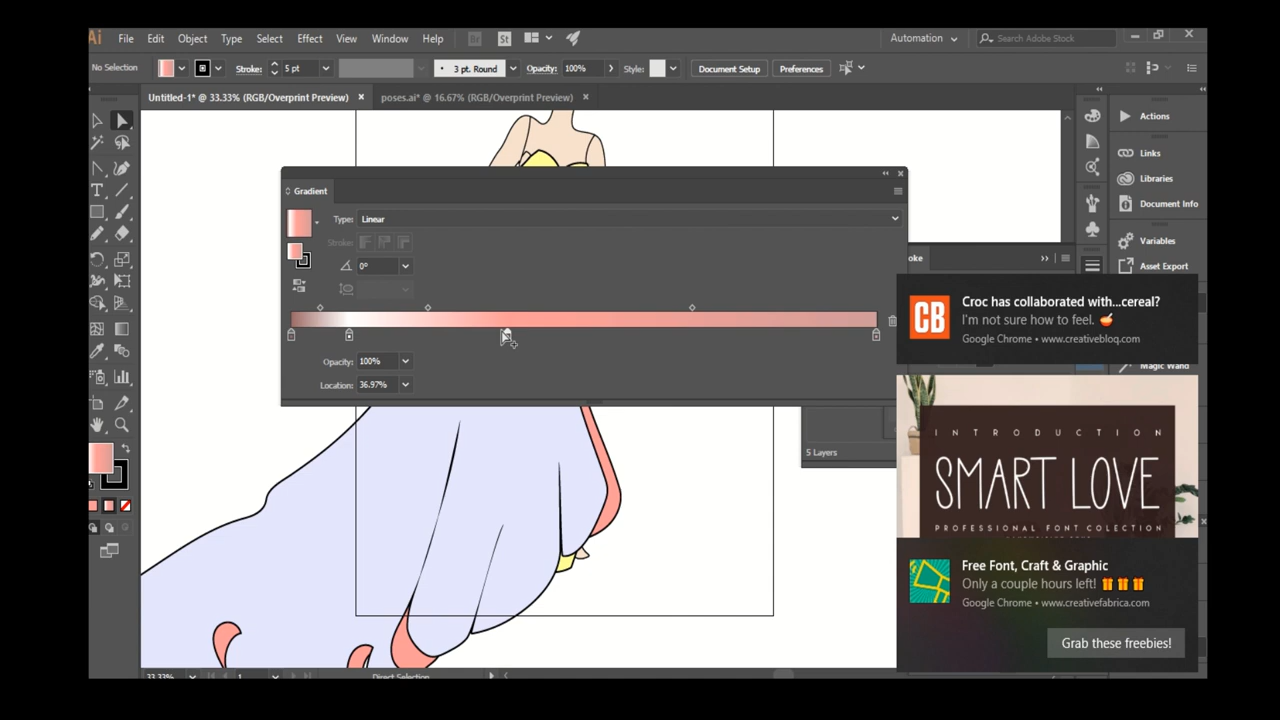 Ai File Edit Object Type Select Effect View Window Help Br St Automation Search Adobe Stock
No Selection Stroke: 5 pt 3 pt. Round Opacity: 100% Style: Document Setup Preferences
Untitled-1* @ 33.33% (RGB/Overprint Preview) × poses.ai* @ 16.67% (RGB/Overprint Preview) ×
Actions
Links
Libraries
Document Info
Variables
Asset Export
Magic Wand
Gradient
Type: Linear
Stroke:
0°
Opacity: 100%
Location: 36.97%
oke
5 Layers
CB
Croc has collaborated with...cereal?
I'm not sure how to feel. 🍜
Google Chrome • www.creativebloq.com
INTRODUCTION
SMART LOVE
PROFESSIONAL FONT COLECTION
Free Font, Craft & Graphic
Only a couple hours left! 🎁🎁🎁
Google Chrome • www.creativefabrica.com
Grab these freebies!
33.33% 1 Direct Selection